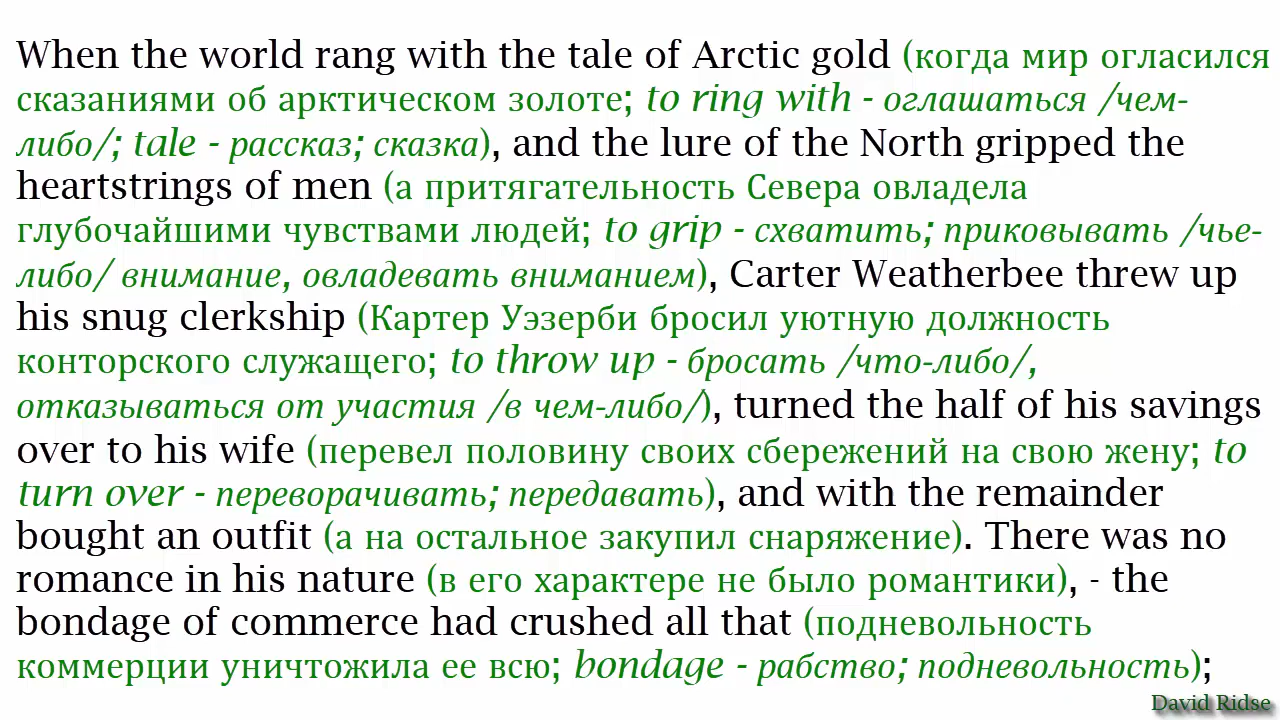 When the world rang with the tale of Arctic gold (когда мир огласился
сказаниями об арктическом золоте; to ring with - оглашаться /чем-
либо/; tale - рассказ; сказка), and the lure of the North gripped the
heartstrings of men (а притягательность Севера овладела
глубочайшими чувствами людей; to grip - схватить; приковывать /чье-
либо/ внимание, овладевать вниманием), Carter Weatherbee threw up
his snug clerkship (Картер Уэзерби бросил уютную должность
конторского служащего; to throw up - бросать /что-либо/,
отказываться от участия /в чем-либо/), turned the half of his savings
over to his wife (перевел половину своих сбережений на свою жену; to
turn over - переворачивать; передавать), and with the remainder
bought an outfit (а на остальное закупил снаряжение). There was no
romance in his nature (в его характере не было романтики), - the
bondage of commerce had crushed all that (подневольность
коммерции уничтожила ее всю; bondage - рабство; подневольность);
David Ridse